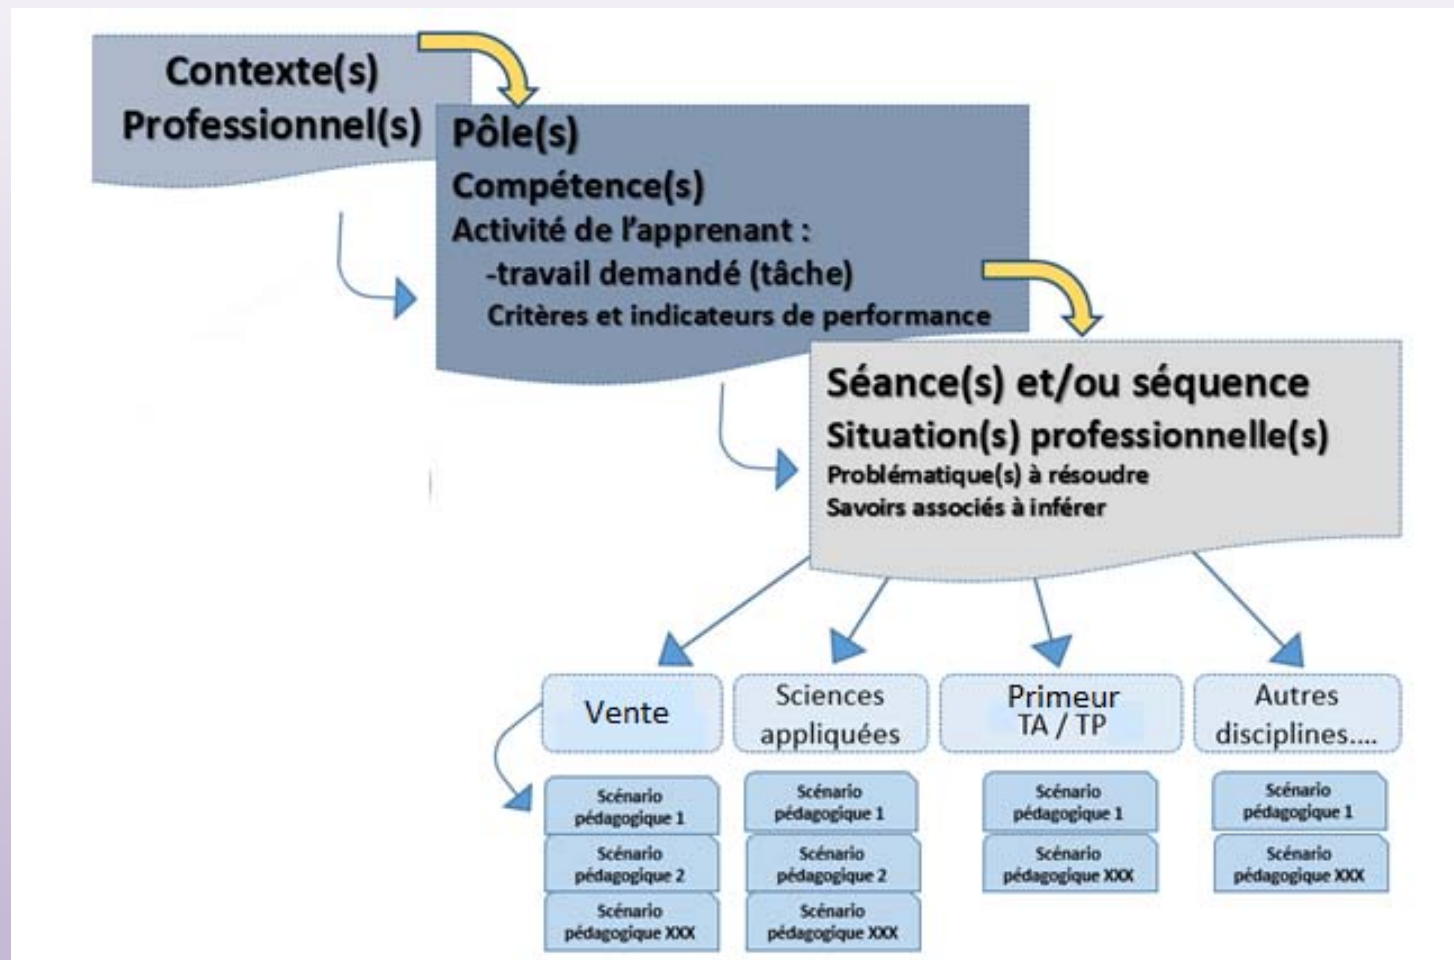 Contexte(s)
Professionnel(s)
Pôle(s)
Compétence(s)
Activité de l'apprenant :
-travail demandé (tâche)
Critères et indicateurs de performance
Séance(s) et/ou séquence
Situation(s) professionnelle(s)
Problématique(s) à résoudre
Savoirs associés à inférer
Vente
Sciences
appliquées
Primeur
TA / TP
Autres
disciplines....
Scénario
pédagogique 1
Scénario
pédagogique 2
Scénario
pédagogique XXX
Scénario
pédagogique 1
Scénario
pédagogique 2
Scénario
pédagogique XXX
Scénario
pédagogique 1
Scénario
pédagogique XXX
Scénario
pédagogique 1
Scénario
pédagogique XXX